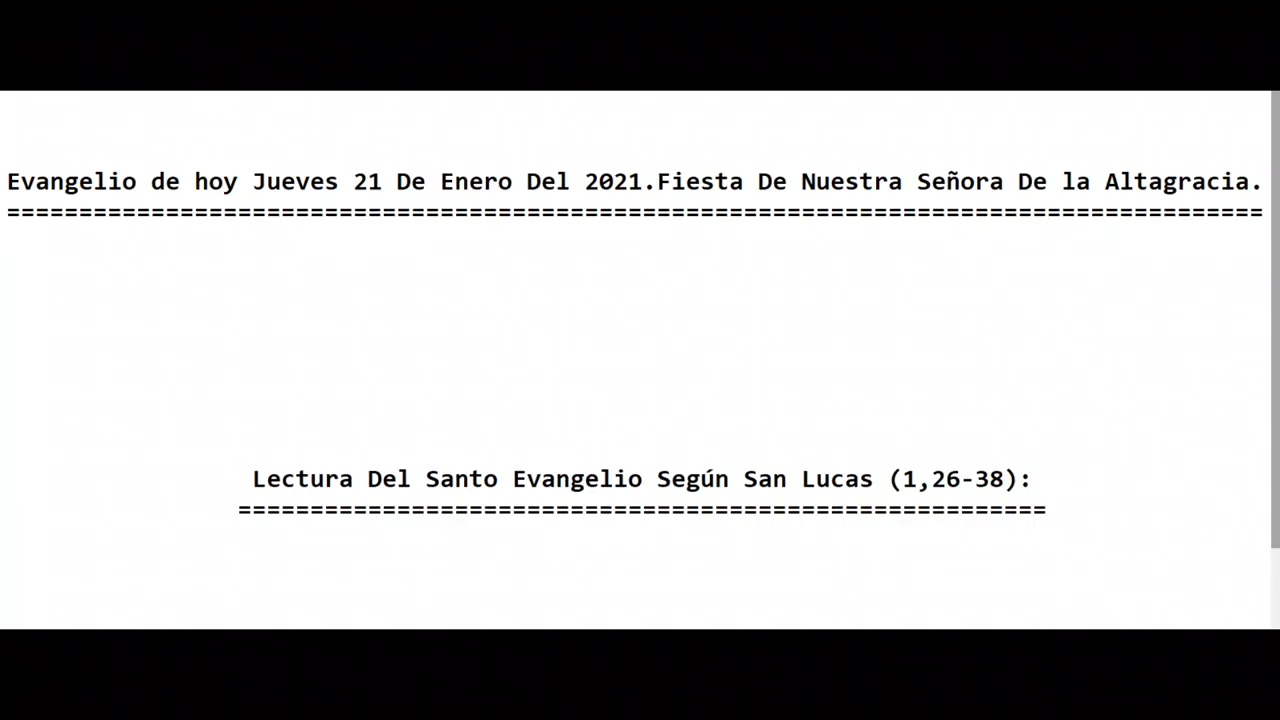 Evangelio de hoy Jueves 21 De Enero Del 2021.Fiesta De Nuestra Señora De la Altagracia.
=======================================================================================
Lectura Del Santo Evangelio Según San Lucas (1,26-38):
========================================================